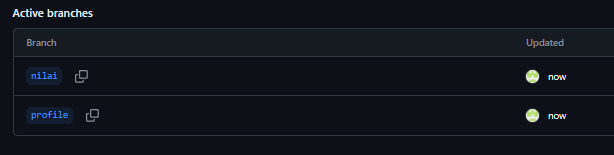 Active branches
Branch Updated
nilai now
profile now